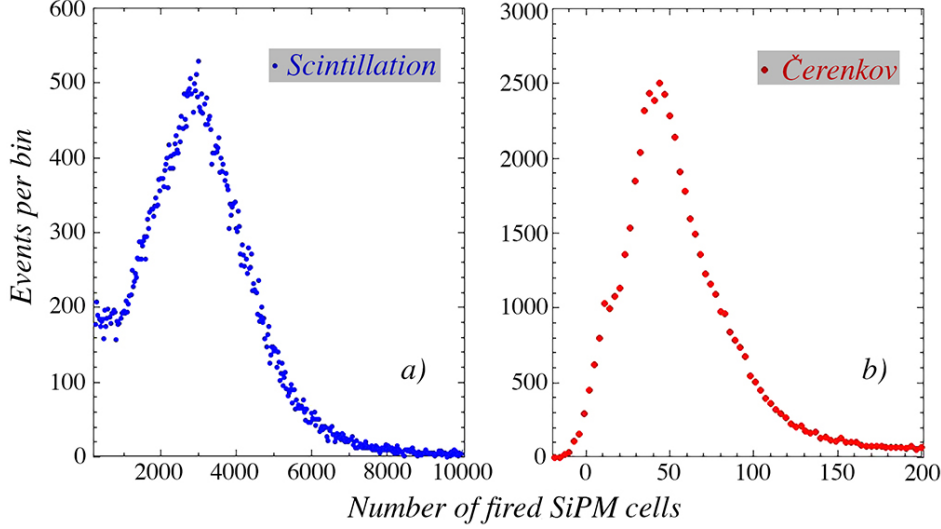 600
500
400
300
200
100
0
Events per bin
• Scintillation
a)
2000 4000 6000 8000 10000
3000
2500
2000
1500
1000
500
0
• Čerenkov
b)
0 50 100 150 200
Number of fired SiPM cells